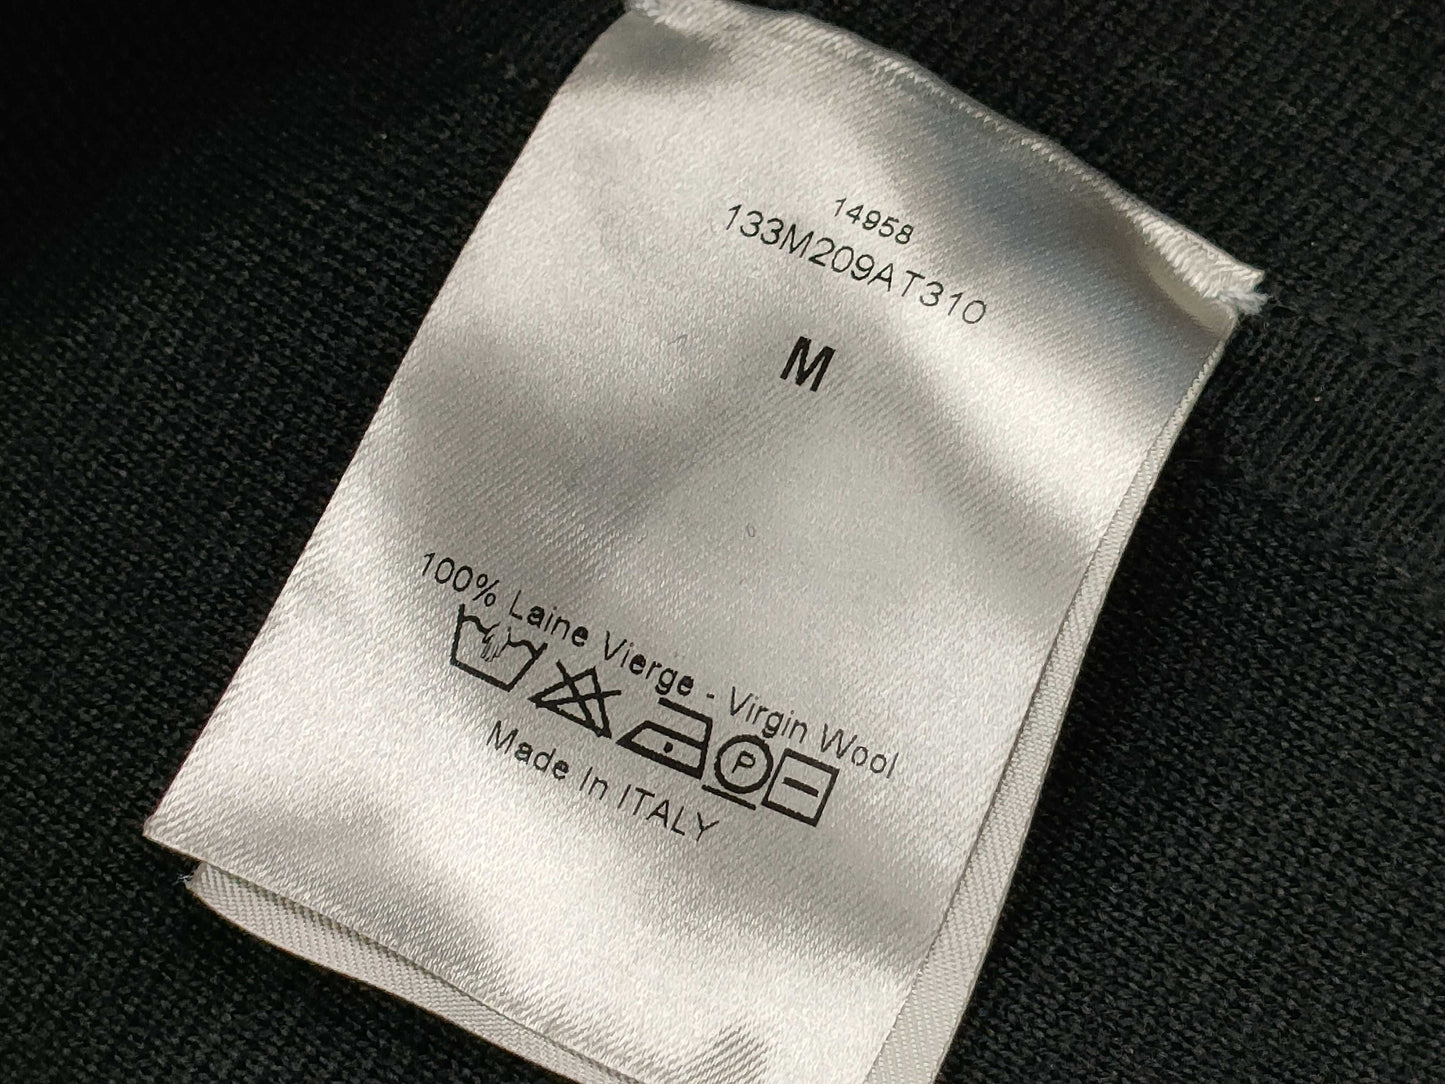 14958
133M209AT310
M
100% Laine Vierge - Virgin Wool
P
Made In ITALY